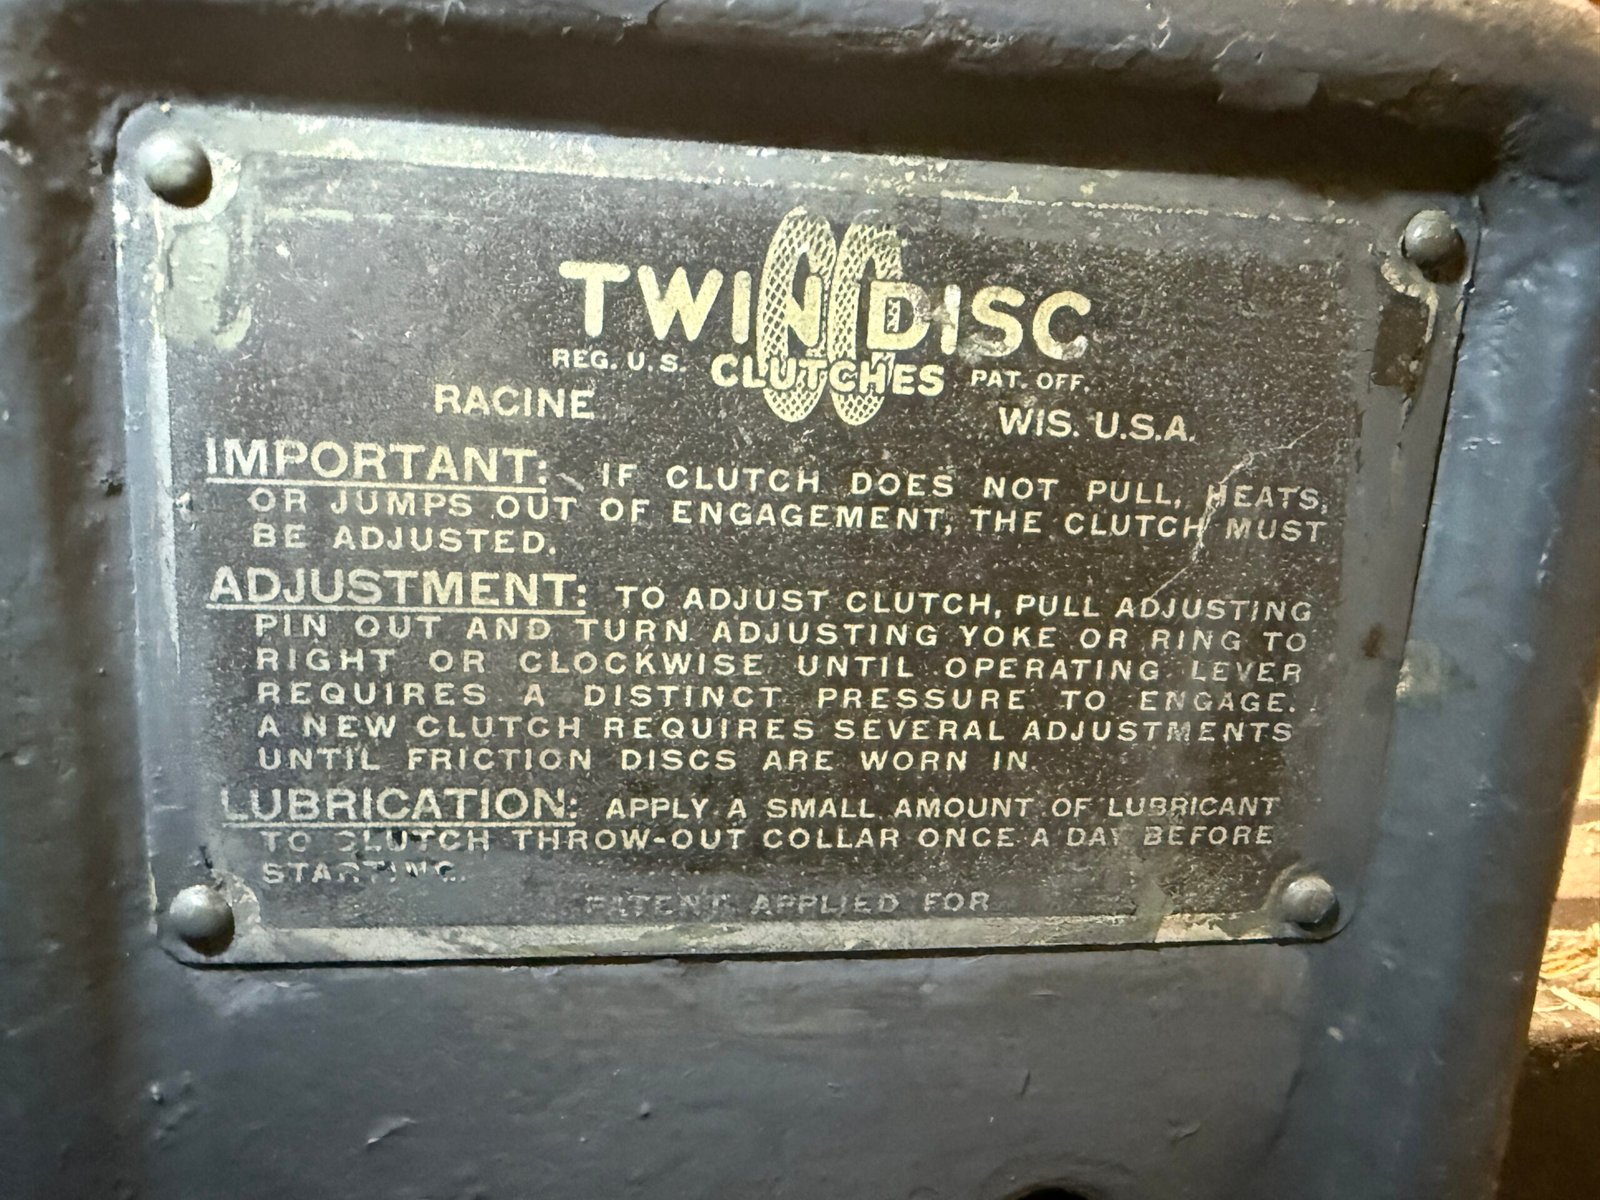 TWIN DISC
REG. U.S. CLUTCHES PAT. OFF.
RACINE WIS. U.S.A.
IMPORTANT: IF CLUTCH DOES NOT PULL, HEATS,
OR JUMPS OUT OF ENGAGEMENT, THE CLUTCH MUST
BE ADJUSTED.
ADJUSTMENT: TO ADJUST CLUTCH, PULL ADJUSTING
PIN OUT AND TURN ADJUSTING YOKE OR RING TO
RIGHT OR CLOCKWISE UNTIL OPERATING LEVER
REQUIRES A DISTINCT PRESSURE TO ENGAGE.
A NEW CLUTCH REQUIRES SEVERAL ADJUSTMENTS
UNTIL FRICTION DISCS ARE WORN IN.
LUBRICATION: APPLY A SMALL AMOUNT OF LUBRICANT
TO CLUTCH THROW-OUT COLLAR ONCE A DAY BEFORE
STARTING.
PATENT APPLIED FOR